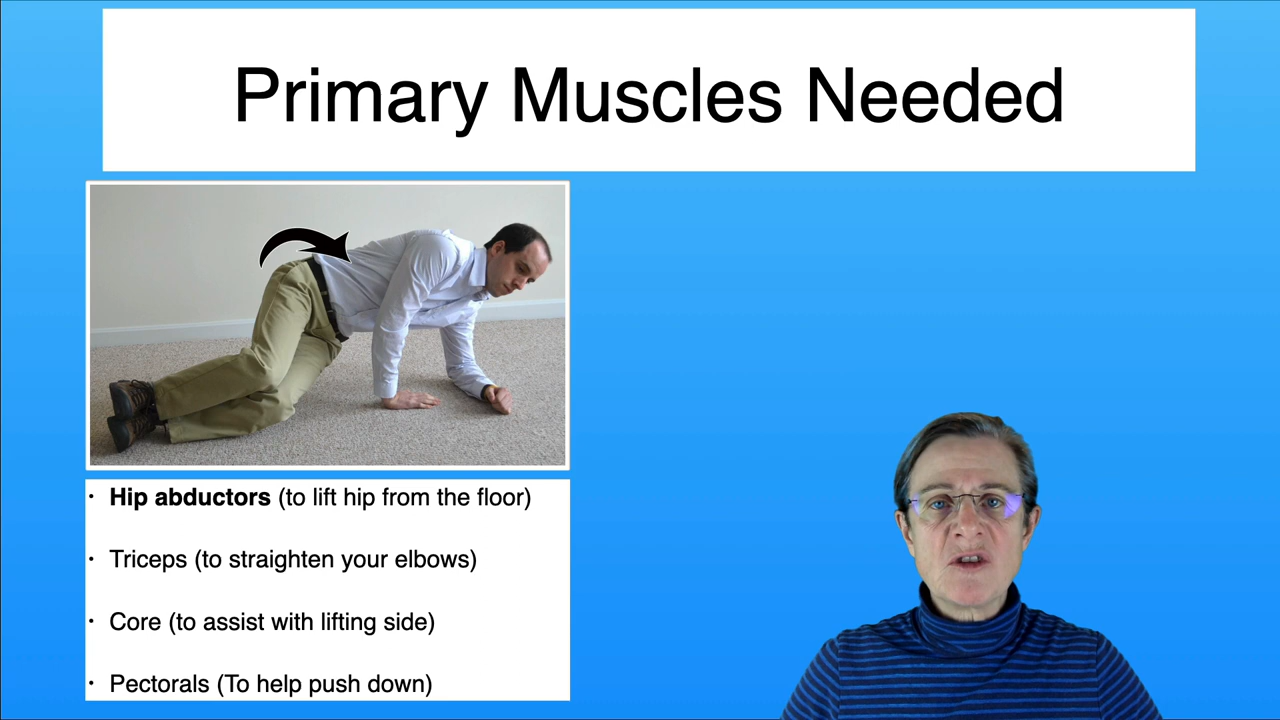 Primary Muscles Needed
• Hip abductors (to lift hip from the floor)
• Triceps (to straighten your elbows)
• Core (to assist with lifting side)
• Pectorals (To help push down)